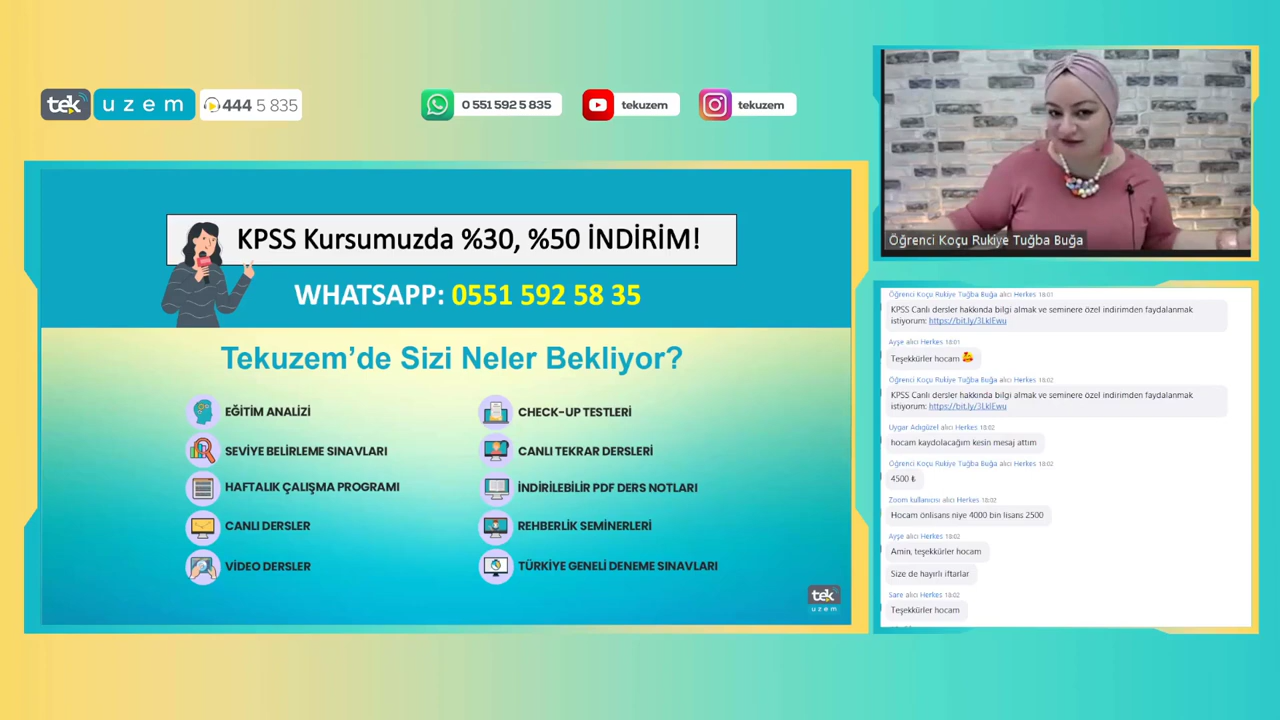 tek uzem 444 5 835
0 551 592 5 835
tekuzem
tekuzem
KPSS Kursumuzda %30, %50 İNDİRİM!
WHATSAPP: 0551 592 58 35
Tekuzem’de Sizi Neler Bekliyor?
EĞİTİM ANALİZİ
SEVİYE BELİRLEME SINAVLARI
HAFTALIK ÇALIŞMA PROGRAMI
CANLI DERSLER
VİDEO DERSLER
CHECK-UP TESTLERİ
CANLI TEKRAR DERSLERİ
İNDİRİLEBİLİR PDF DERS NOTLARI
REHBERLİK SEMİNERLERİ
TÜRKİYE GENELİ DENEME SINAVLARI
tek
uzem
Öğrenci Koçu Rukiye Tuğba Buğa
Öğrenci Koçu Rukiye Tuğba Buğa alıcı Herkes 18:01
KPSS Canlı dersler hakkında bilgi almak ve seminere özel indirimden faydalanmak
istiyorum: https://bit.ly/3LklEwu
Ayşe alıcı Herkes 18:01
Teşekkürler hocam
Öğrenci Koçu Rukiye Tuğba Buğa alıcı Herkes 18:02
KPSS Canlı dersler hakkında bilgi almak ve seminere özel indirimden faydalanmak
istiyorum: https://bit.ly/3LklEwu
Uygar Adıgüzel alıcı Herkes 18:02
hocam kaydolacağım kesin mesaj attım
Öğrenci Koçu Rukiye Tuğba Buğa alıcı Herkes 18:02
4500 ₺
Zoom kullanıcısı alıcı Herkes 18:02
Hocam önlisans niye 4000 bin lisans 2500
Ayşe alıcı Herkes 18:02
Amin, teşekkürler hocam
Size de hayırlı iftarlar
Sare alıcı Herkes 18:02
Teşekkürler hocam